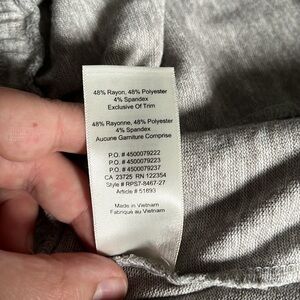 48% Rayon, 48% Polyester
4% Spandex
Exclusive Of Trim
48% Rayonne, 48% Polyester
4% Spandex
Aucune Garniture Comprise
P.O. # 4500079222
P.O. # 4500079223
P.O. # 4500079237
CA 23725 RN 122354
Style # RPS7-8467-27
Article # 51693
Made in Vietnam
Fabriqué au Vietnam